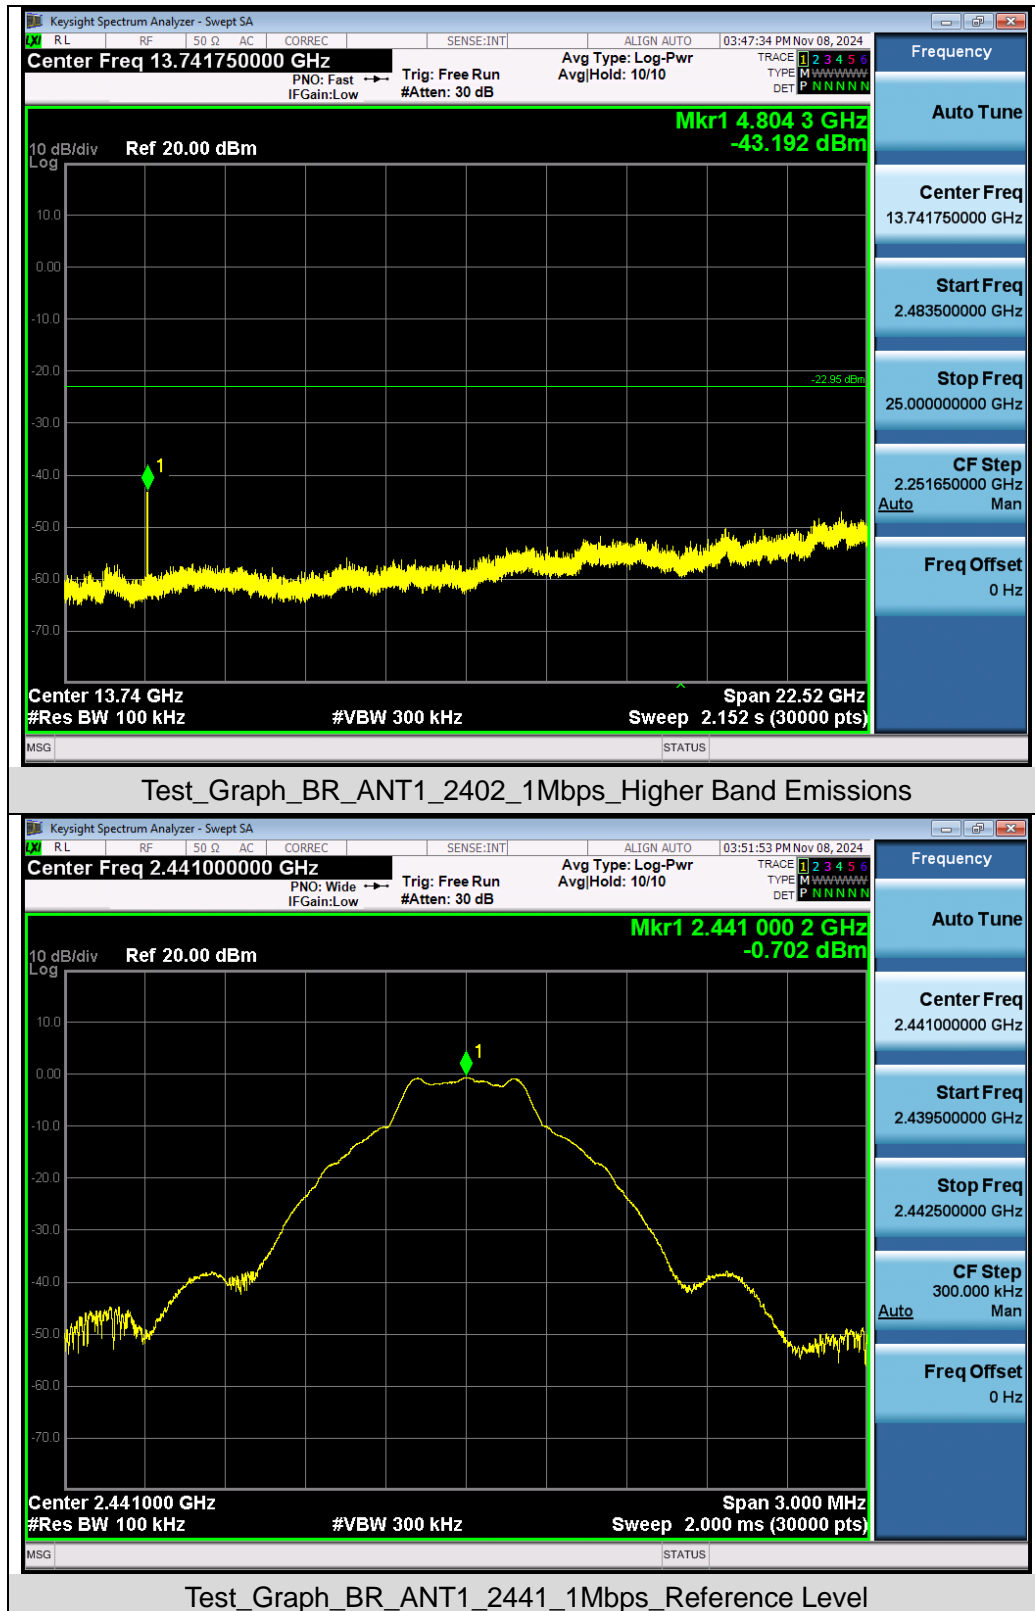 Keysight Spectrum Analyzer - Swept SA
LXI RL RF 50 Ω AC CORREC SENSE:INT ALIGN AUTO 03:47:34 PM Nov 08, 2024
Center Freq 13.741750000 GHz
PNO: Fast
IFGain:Low
Trig: Free Run
#Atten: 30 dB
Avg Type: Log-Pwr
Avg|Hold: 10/10
TRACE 1 2 3 4 5 6
TYPE M WWWWW
DET P N N N N N
Mkr1 4.804 3 GHz
-43.192 dBm
10 dB/div Ref 20.00 dBm
Log
10.0
0.00
-10.0
-20.0
-22.95 dBm
-30.0
1
-40.0
-50.0
-60.0
-70.0
Center 13.74 GHz Span 22.52 GHz
#Res BW 100 kHz #VBW 300 kHz Sweep 2.152 s (30000 pts)
MSG STATUS
Frequency
Auto Tune
Center Freq
13.741750000 GHz
Start Freq
2.483500000 GHz
Stop Freq
25.000000000 GHz
CF Step
2.251650000 GHz
Auto Man
Freq Offset
0 Hz
Test_Graph_BR_ANT1_2402_1Mbps_Higher Band Emissions
Keysight Spectrum Analyzer - Swept SA
LXI RL RF 50 Ω AC CORREC SENSE:INT ALIGN AUTO 03:51:53 PM Nov 08, 2024
Center Freq 2.441000000 GHz
PNO: Wide
IFGain:Low
Trig: Free Run
#Atten: 30 dB
Avg Type: Log-Pwr
Avg|Hold: 10/10
TRACE 1 2 3 4 5 6
TYPE M WWWWW
DET P N N N N N
Mkr1 2.441 000 2 GHz
-0.702 dBm
10 dB/div Ref 20.00 dBm
Log
10.0
1
0.00
-10.0
-20.0
-30.0
-40.0
-50.0
-60.0
-70.0
Center 2.441000 GHz Span 3.000 MHz
#Res BW 100 kHz #VBW 300 kHz Sweep 2.000 ms (30000 pts)
MSG STATUS
Frequency
Auto Tune
Center Freq
2.441000000 GHz
Start Freq
2.439500000 GHz
Stop Freq
2.442500000 GHz
CF Step
300.000 kHz
Auto Man
Freq Offset
0 Hz
Test_Graph_BR_ANT1_2441_1Mbps_Reference Level